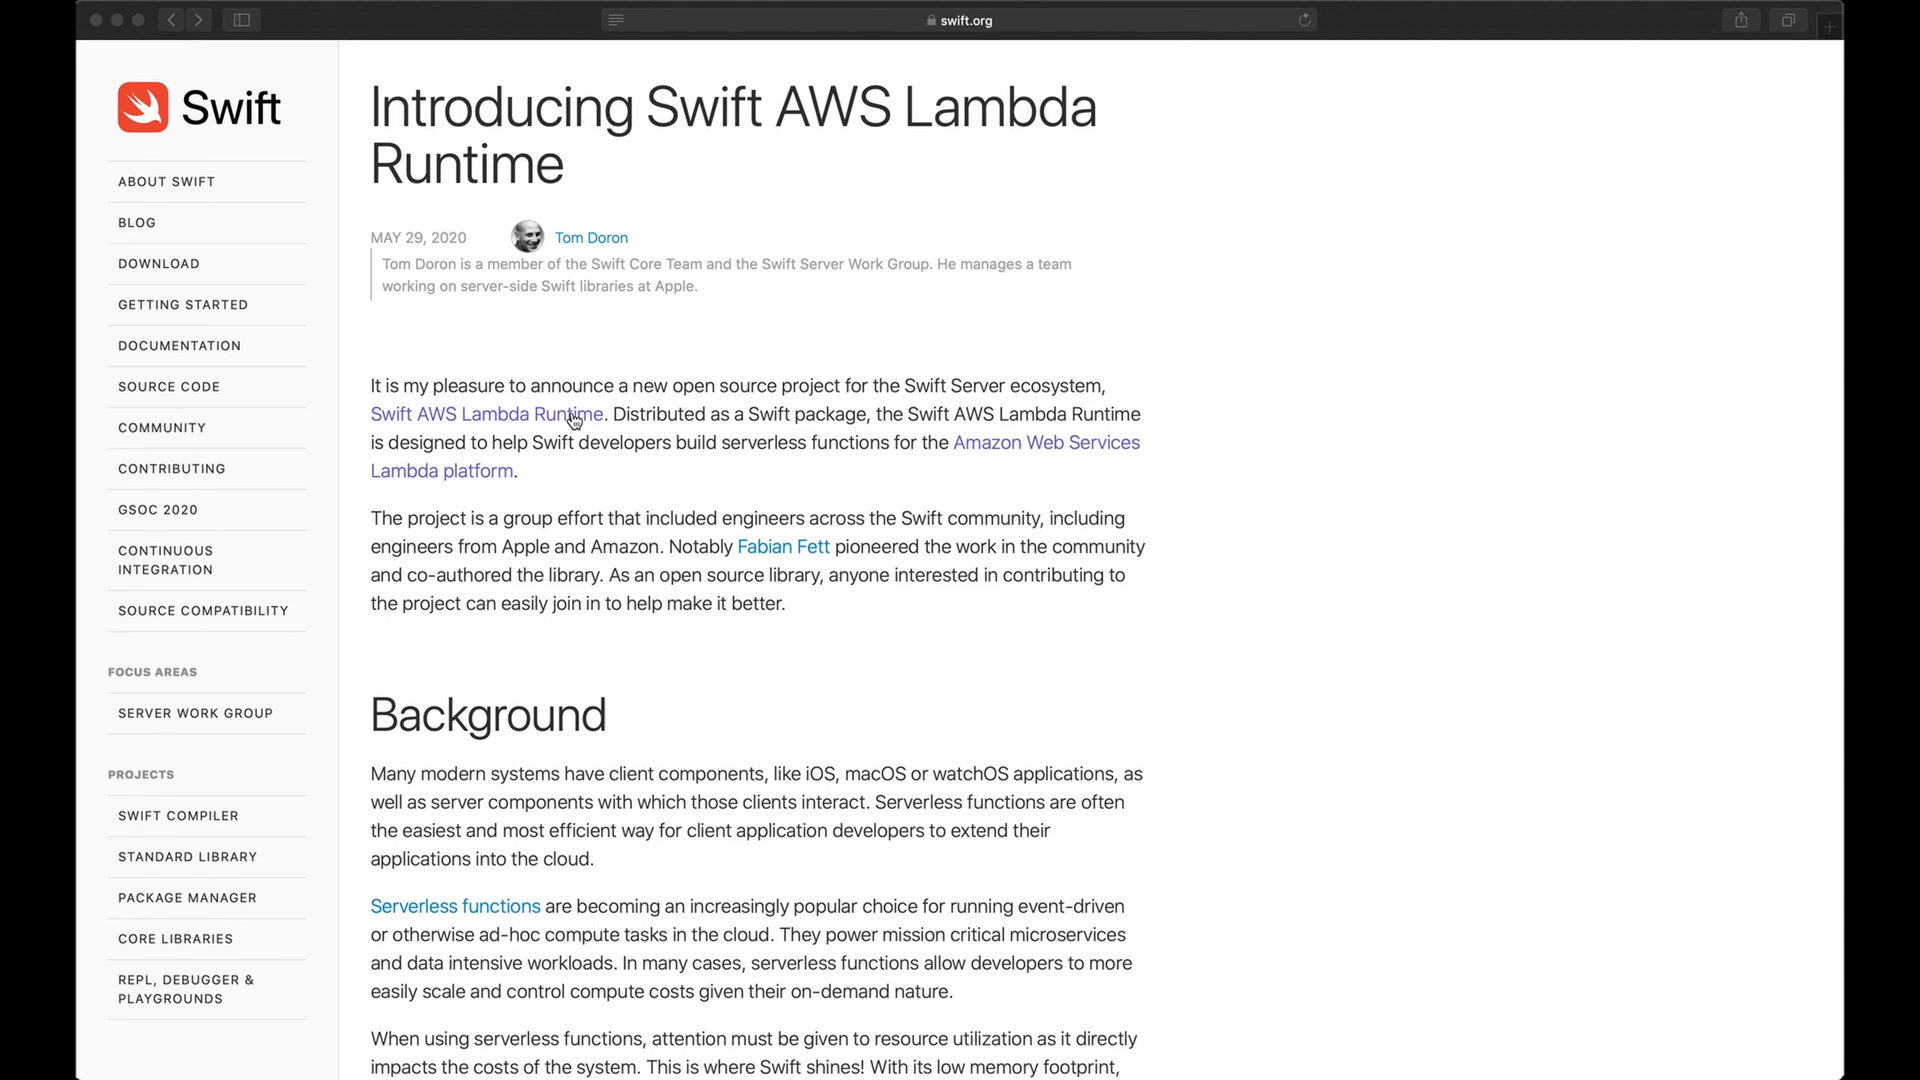 swift.org
Swift
ABOUT SWIFT
BLOG
DOWNLOAD
GETTING STARTED
DOCUMENTATION
SOURCE CODE
COMMUNITY
CONTRIBUTING
GSOC 2020
CONTINUOUS
INTEGRATION
SOURCE COMPATIBILITY
FOCUS AREAS
SERVER WORK GROUP
PROJECTS
SWIFT COMPILER
STANDARD LIBRARY
PACKAGE MANAGER
CORE LIBRARIES
REPL, DEBUGGER &
PLAYGROUNDS
Introducing Swift AWS Lambda
Runtime
MAY 29, 2020 Tom Doron
Tom Doron is a member of the Swift Core Team and the Swift Server Work Group. He manages a team
working on server-side Swift libraries at Apple.
It is my pleasure to announce a new open source project for the Swift Server ecosystem,
Swift AWS Lambda Runtime. Distributed as a Swift package, the Swift AWS Lambda Runtime
is designed to help Swift developers build serverless functions for the Amazon Web Services
Lambda platform.
The project is a group effort that included engineers across the Swift community, including
engineers from Apple and Amazon. Notably Fabian Fett pioneered the work in the community
and co-authored the library. As an open source library, anyone interested in contributing to
the project can easily join in to help make it better.
Background
Many modern systems have client components, like iOS, macOS or watchOS applications, as
well as server components with which those clients interact. Serverless functions are often
the easiest and most efficient way for client application developers to extend their
applications into the cloud.
Serverless functions are becoming an increasingly popular choice for running event-driven
or otherwise ad-hoc compute tasks in the cloud. They power mission critical microservices
and data intensive workloads. In many cases, serverless functions allow developers to more
easily scale and control compute costs given their on-demand nature.
When using serverless functions, attention must be given to resource utilization as it directly
impacts the costs of the system. This is where Swift shines! With its low memory footprint,